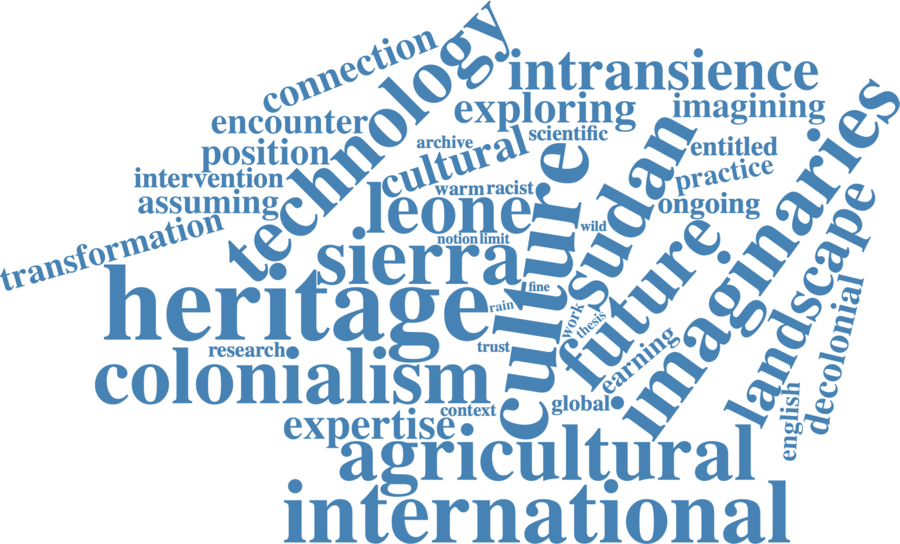 connection
technology
intransience
encounter
exploring
imagining
archive
scientific
position
cultural
entitled
intervention
warm
racist
practice
assuming
leone
culture
sudan
ongoing
imaginaries
transformation
notion
limit
wild
sierra
future
landscape
heritage
fine
rain
work
thesis
research
trust
earning
decolonial
colonialism
context
global
english
expertise
agricultural
international